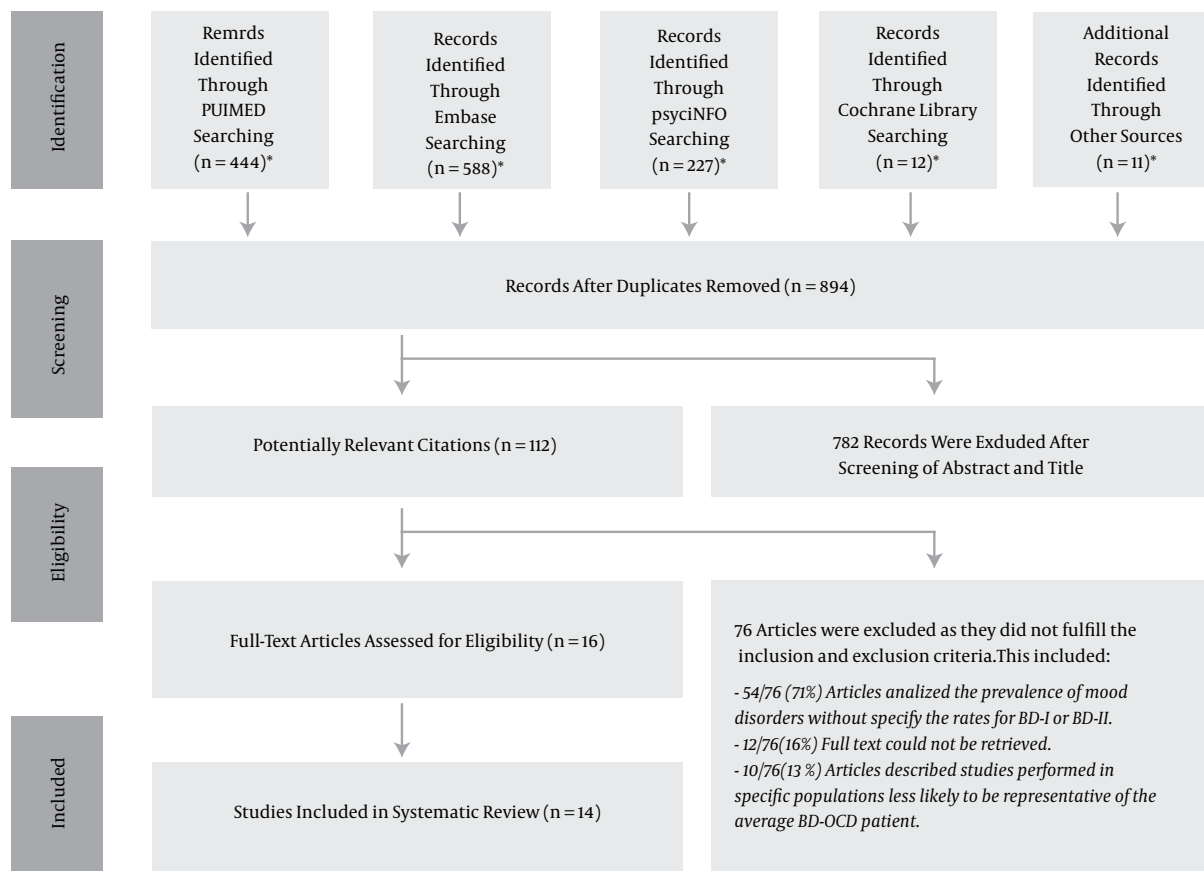 Identification
Remrds
Identified
Through
PUIMED
Searching
(n = 444)*
Records
Identified
Through
Embase
Searching
(n = 588)*
Records
Identified
Through
psyciNFO
Searching
(n = 227)*
Records
Identified
Through
Cochrane Library
Searching
(n = 12)*
Additional
Records
Identified
Through
Other Sources
(n = 11)*
Screening
Records After Duplicates Removed (n = 894)
Potentially Relevant Citations (n = 112)
782 Records Were Exduded After
Screening of Abstract and Title
Eligibility
Full-Text Articles Assessed for Eligibility (n = 16)
76 Articles were excluded as they did not fulfill the
inclusion and exclusion criteria.This included:
- 54/76 (71%) Articles analized the prevalence of mood
disorders without specify the rates for BD-I or BD-II.
- 12/76(16%) Full text could not be retrieved.
- 10/76(13 %) Articles described studies performed in
specific populations less likely to be representative of the
average BD-OCD patient.
Included
Studies Included in Systematic Review (n = 14)